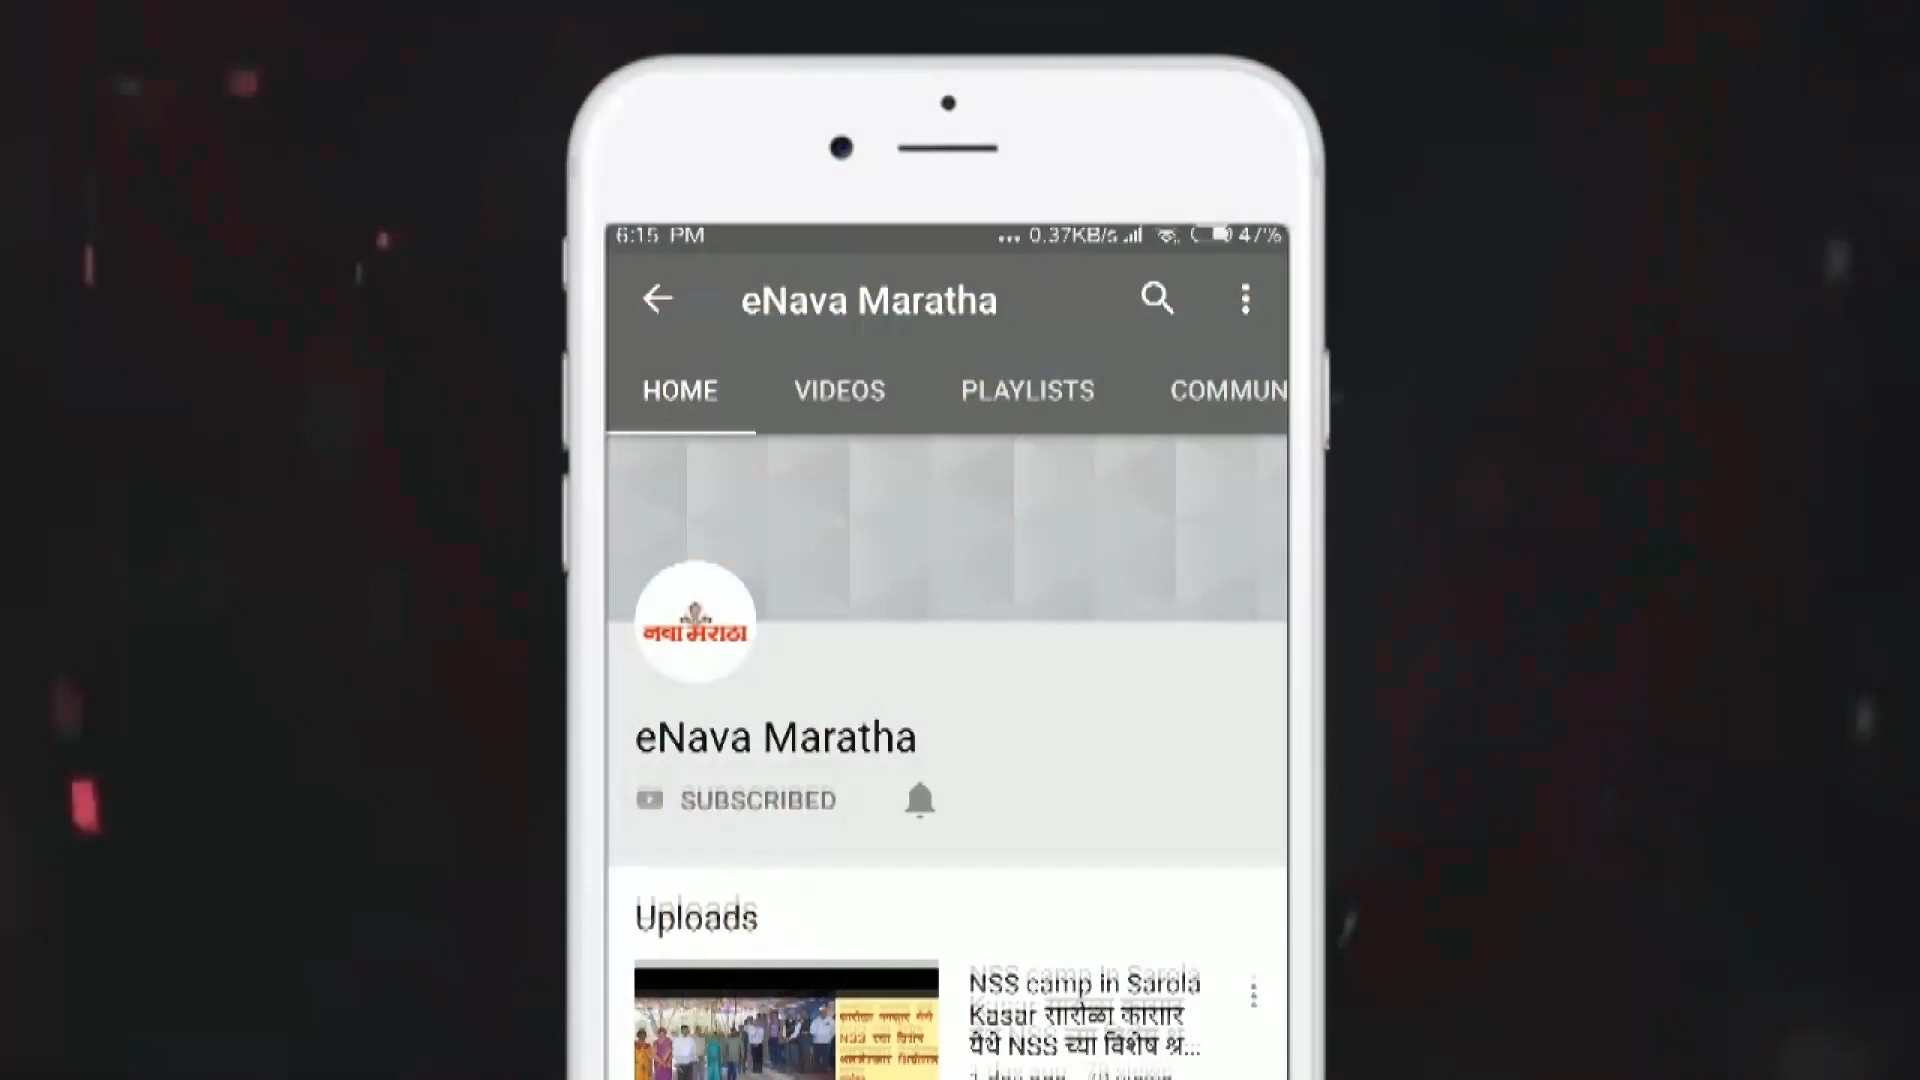 6:15 PM
... 0.37KB/s 47%
eNava Maratha
HOME VIDEOS PLAYLISTS COMMUN
नवा मराठा
eNava Maratha
SUBSCRIBED
Uploads
NSS camp in Sarola
Kasar सारोळा कासार
येथे NSS च्या विशेष श्र...